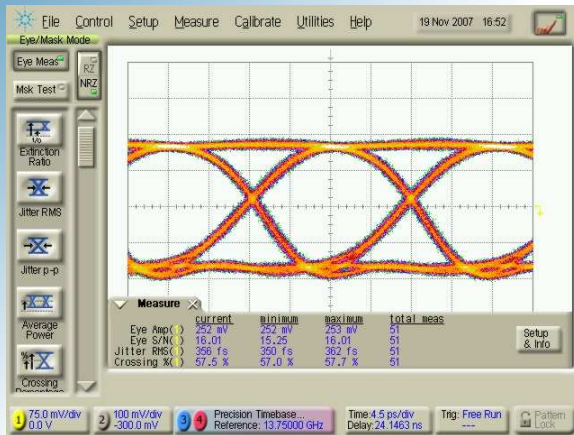 File Control Setup Measure Calibrate Utilities Help 19 Nov 2007 16:52
Eye/Mask Mode
Eye Meas
RZ
NRZ
Msk Test
Extinction
Ratio
Jitter RMS
Jitter p-p
Average
Power
Crossing
Percentage
Measure
current minimum maximum total meas
Eye Amp(1) 252 mV 252 mV 253 mV 51
Eye S/N(1) 16.01 15.25 16.01 51
Jitter RMS(1) 356 fs 350 fs 362 fs 51
Crossing %(1) 57.5 % 57.0 % 57.7 % 51
Setup
& Info
1 75.0 mV/div
0.0 V
2 100 mV/div
-300.0 mV
3 4 Precision Timebase...
Reference: 13.75000 GHz
Time:4.5 ps/div
Delay:24.1463 ns
Trig: Free Run
Pattern
Lock